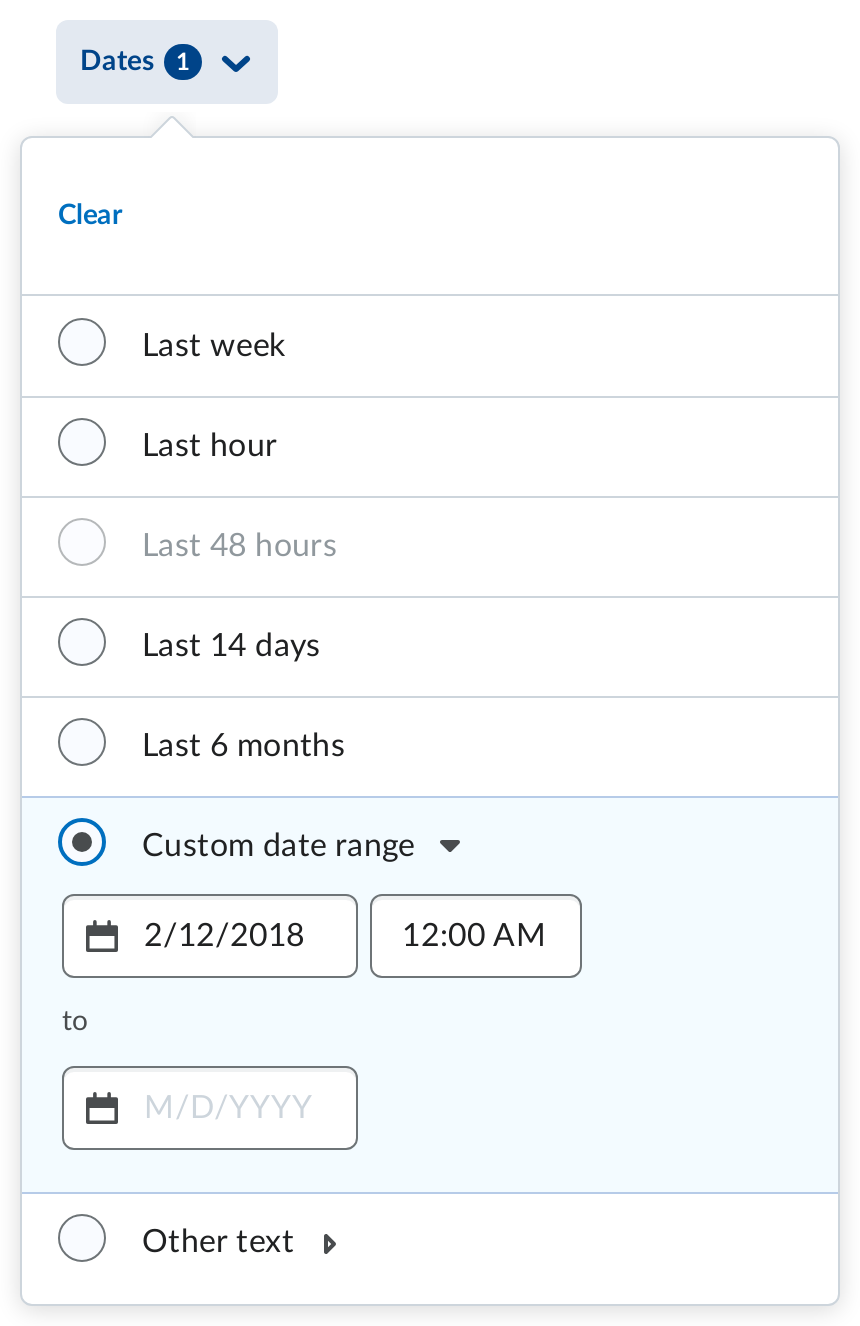 Dates 1
Clear
Last week
Last hour
Last 48 hours
Last 14 days
Last 6 months
Custom date range
2/12/2018 12:00 AM
to
M/D/YYYY
Other text